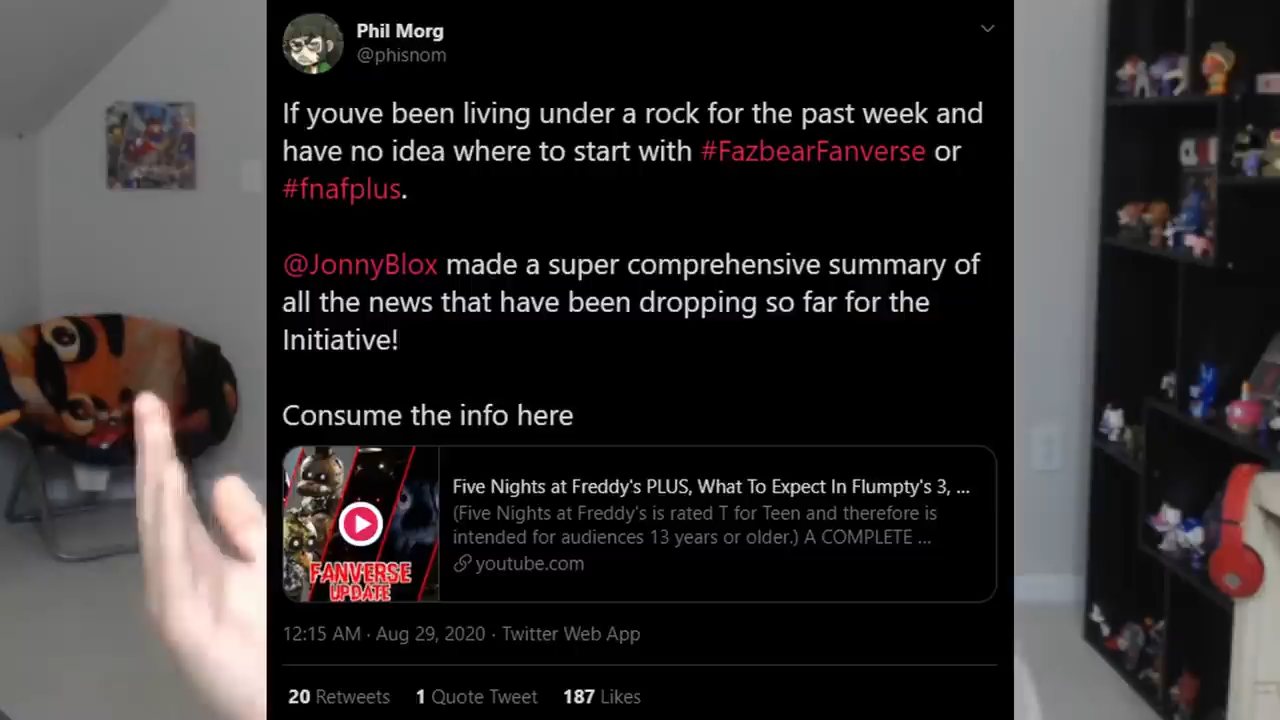 Phil Morg
@phisnom
If youve been living under a rock for the past week and
have no idea where to start with #FazbearFanverse or
#fnafplus.
@JonnyBlox made a super comprehensive summary of
all the news that have been dropping so far for the
Initiative!
Consume the info here
Five Nights at Freddy's PLUS, What To Expect In Flumpty's 3, ...
(Five Nights at Freddy's is rated T for Teen and therefore is
intended for audiences 13 years or older.) A COMPLETE ...
youtube.com
FANVERSE
UPDATE
12:15 AM · Aug 29, 2020 · Twitter Web App
20 Retweets 1 Quote Tweet 187 Likes